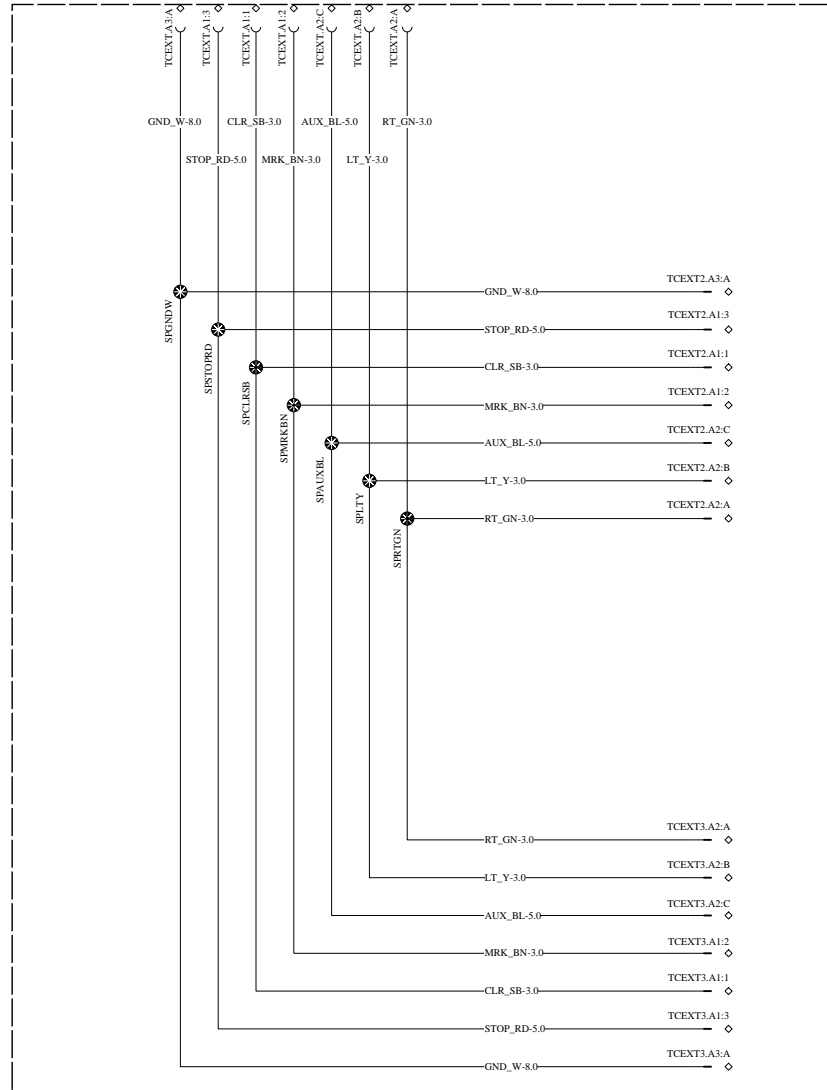 TCEXT.A3:A
TCEXT.A1:3
TCEXT.A1:1
TCEXT.A1:2
TCEXT.A2:C
TCEXT.A2:B
TCEXT.A2:A
GND_W-8.0
CLR_SB-3.0
AUX_BL-5.0
RT_GN-3.0
STOP_RD-5.0
MRK_BN-3.0
LT_Y-3.0
TCEXT2.A3:A
GND_W-8.0
SPGNDW
TCEXT2.A1:3
STOP_RD-5.0
SPSTOPRD
TCEXT2.A1:1
CLR_SB-3.0
SPCLRSB
TCEXT2.A1:2
MRK_BN-3.0
SPMRKBN
TCEXT2.A2:C
AUX_BL-5.0
SPAUXBL
TCEXT2.A2:B
LT_Y-3.0
SPLTY
TCEXT2.A2:A
RT_GN-3.0
SPRTGN
TCEXT3.A2:A
RT_GN-3.0
TCEXT3.A2:B
LT_Y-3.0
TCEXT3.A2:C
AUX_BL-5.0
TCEXT3.A1:2
MRK_BN-3.0
TCEXT3.A1:1
CLR_SB-3.0
TCEXT3.A1:3
STOP_RD-5.0
TCEXT3.A3:A
GND_W-8.0